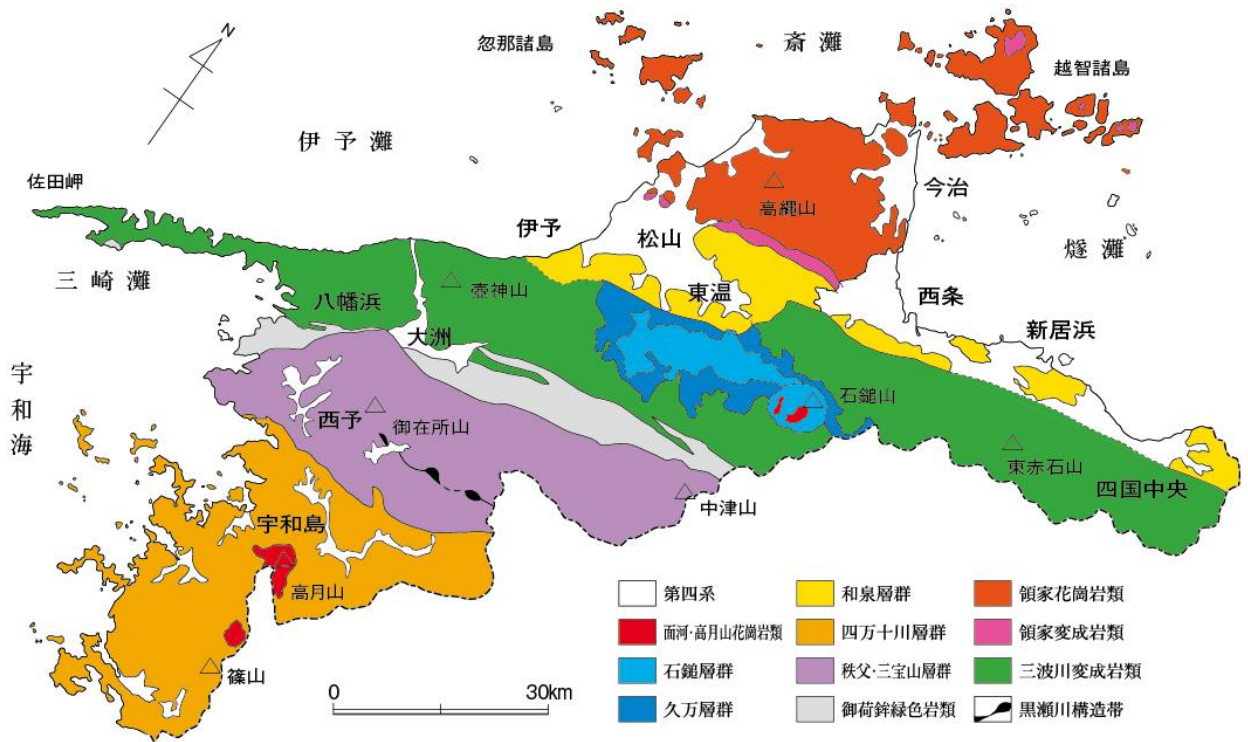 N
忽那諸島
斎灘
越智諸島
伊予灘
佐田岬
今治
高縄山
伊予
松山
燧灘
三崎灘
八幡浜
壺神山
東温
西条
新居浜
大洲
宇和海
石鎚山
西予
御在所山
東赤石山
四国中央
中津山
宇和島
高月山
篠山
0 30km
第四系
和泉層群
領家花崗岩類
面河・高月山花崗岩類
四万十川層群
領家変成岩類
石鎚層群
秩父・三宝山層群
三波川変成岩類
久万層群
御荷鉾緑色岩類
黒瀬川構造帯